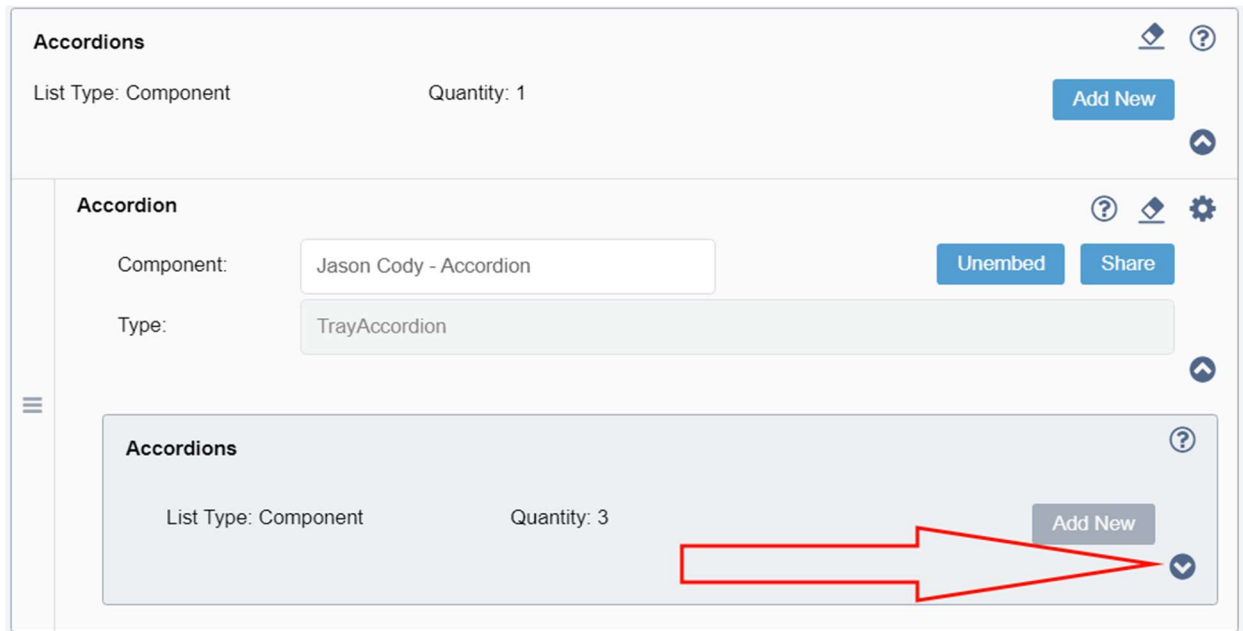 Accordions
List Type: Component Quantity: 1 Add New
Accordion
Component: Jason Cody - Accordion Unembed Share
Type: TrayAccordion
Accordions
List Type: Component Quantity: 3 Add New